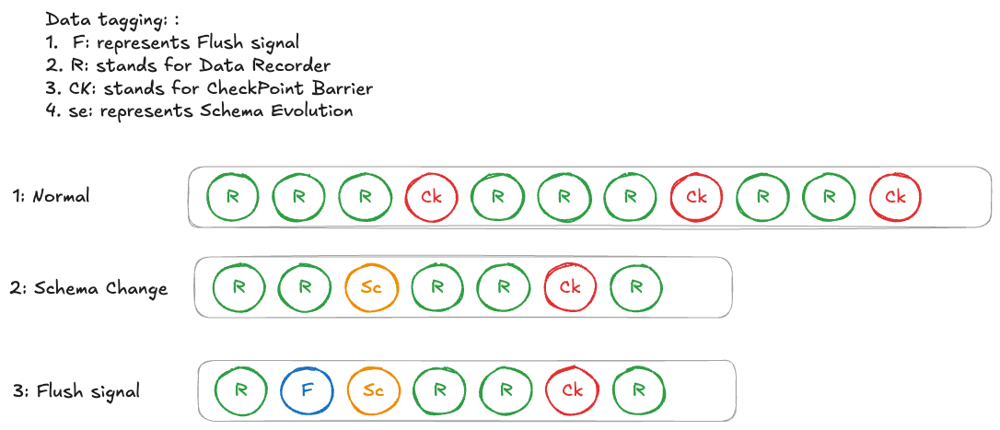 Data tagging: :
1. F: represents Flush signal
2. R: stands for Data Recorder
3. CK: stands for CheckPoint Barrier
4. se: represents Schema Evolution
1: Normal
R R R Ck R R R Ck R R Ck
2: Schema Change
R R Sc R R Ck R
3: Flush signal
R F Sc R R Ck R